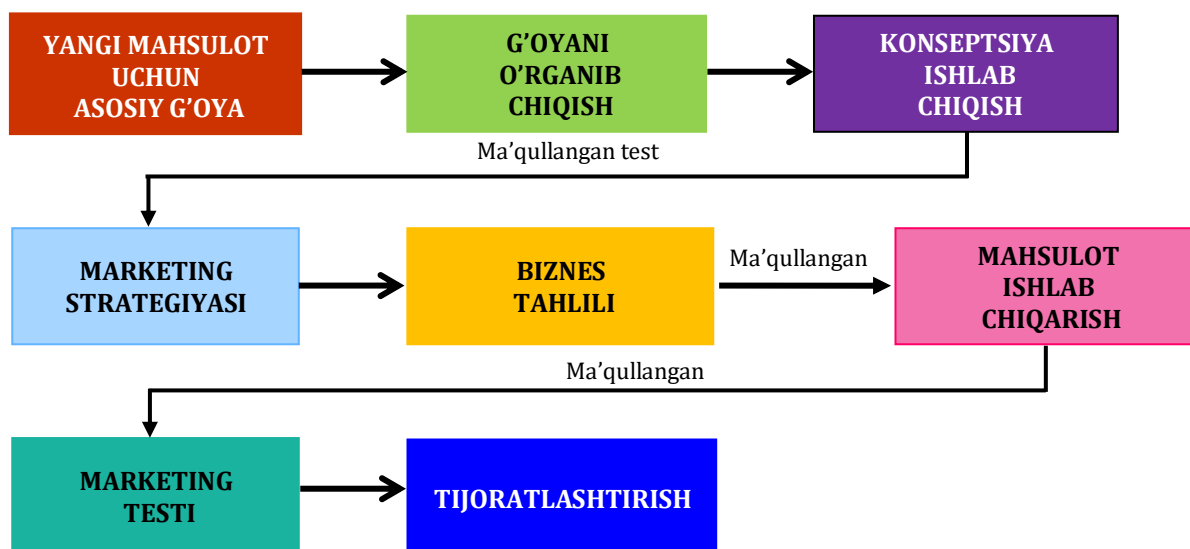 YANGI MAHSULOT
UCHUN
ASOSIY G’OYA
G’OYANI
O’RGANIB
CHIQISH
KONSEPTSIYA
ISHLAB
CHIQISH
Ma’qullangan test
MARKETING
STRATEGIYASI
BIZNES
TAHLILI
Ma’qullangan
MAHSULOT
ISHLAB
CHIQARISH
Ma’qullangan
MARKETING
TESTI
TIJORATLASHTIRISH